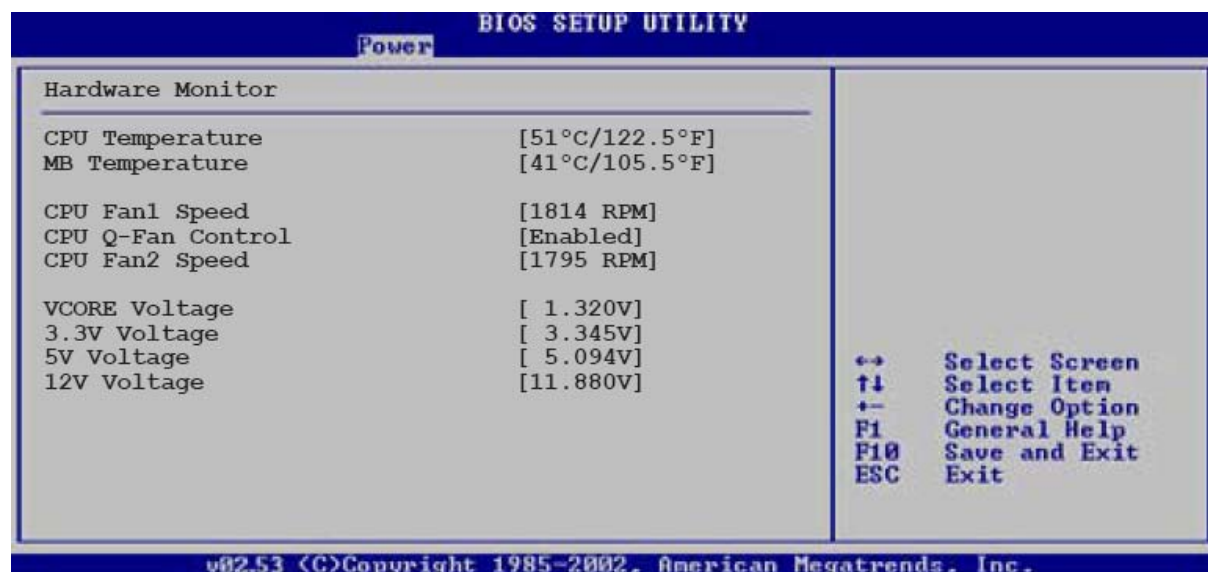 BIOS SETUP UTILITY
Power
Hardware Monitor
CPU Temperature [51°C/122.5°F]
MB Temperature [41°C/105.5°F]
CPU Fan1 Speed [1814 RPM]
CPU Q-Fan Control [Enabled]
CPU Fan2 Speed [1795 RPM]
VCORE Voltage [ 1.320V]
3.3V Voltage [ 3.345V]
5V Voltage [ 5.094V]
12V Voltage [11.880V]
←→ Select Screen
↑↓ Select Item
+- Change Option
F1 General Help
F10 Save and Exit
ESC Exit
v02.53 (C)Copyright 1985-2002, American Megatrends, Inc.